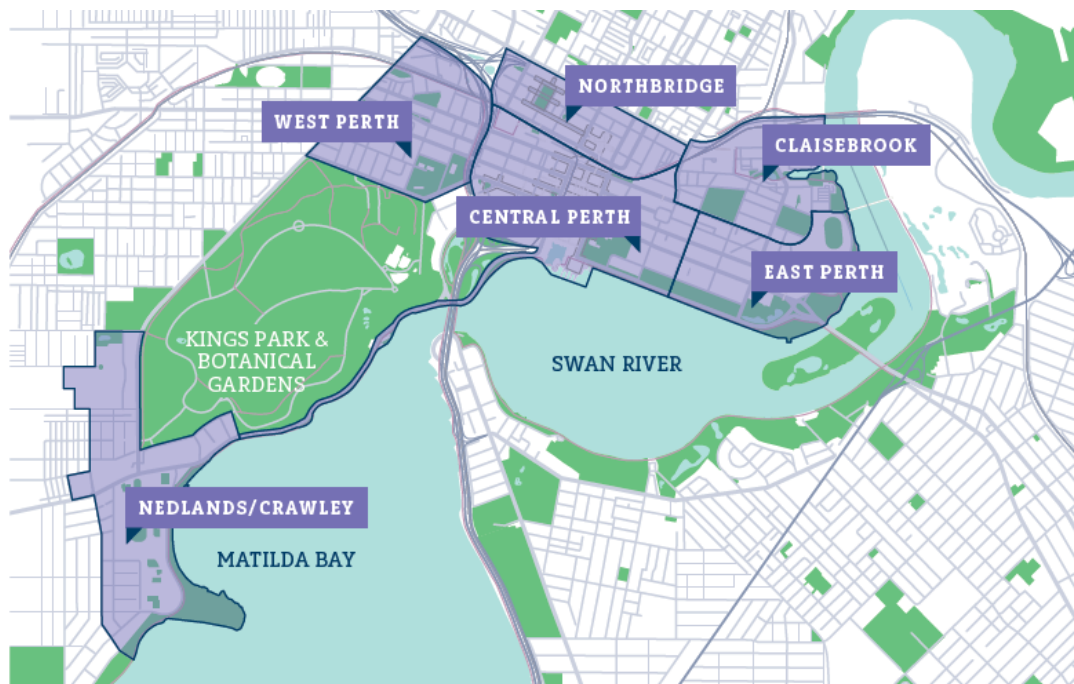 NORTHBRIDGE
WEST PERTH
CLAISEBROOK
CENTRAL PERTH
EAST PERTH
KINGS PARK &
BOTANICAL
GARDENS
SWAN RIVER
NEDLANDS/CRAWLEY
MATILDA BAY